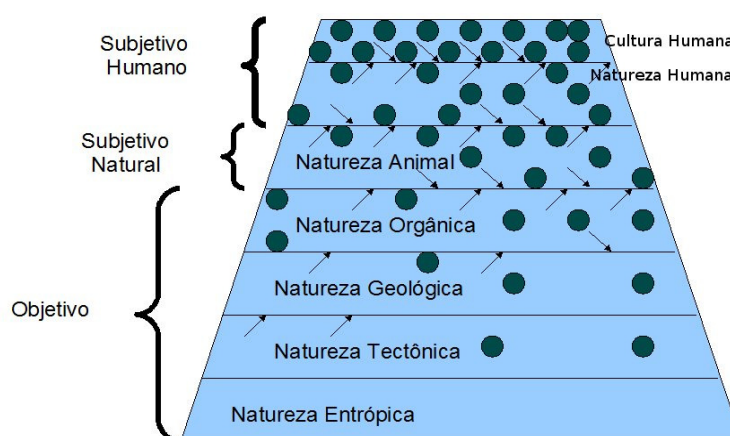 Subjetivo
Humano
Cultura Humana
Natureza Humana
Subjetivo
Natural
Natureza Animal
Natureza Orgânica
Objetivo
Natureza Geológica
Natureza Tectônica
Natureza Entrópica